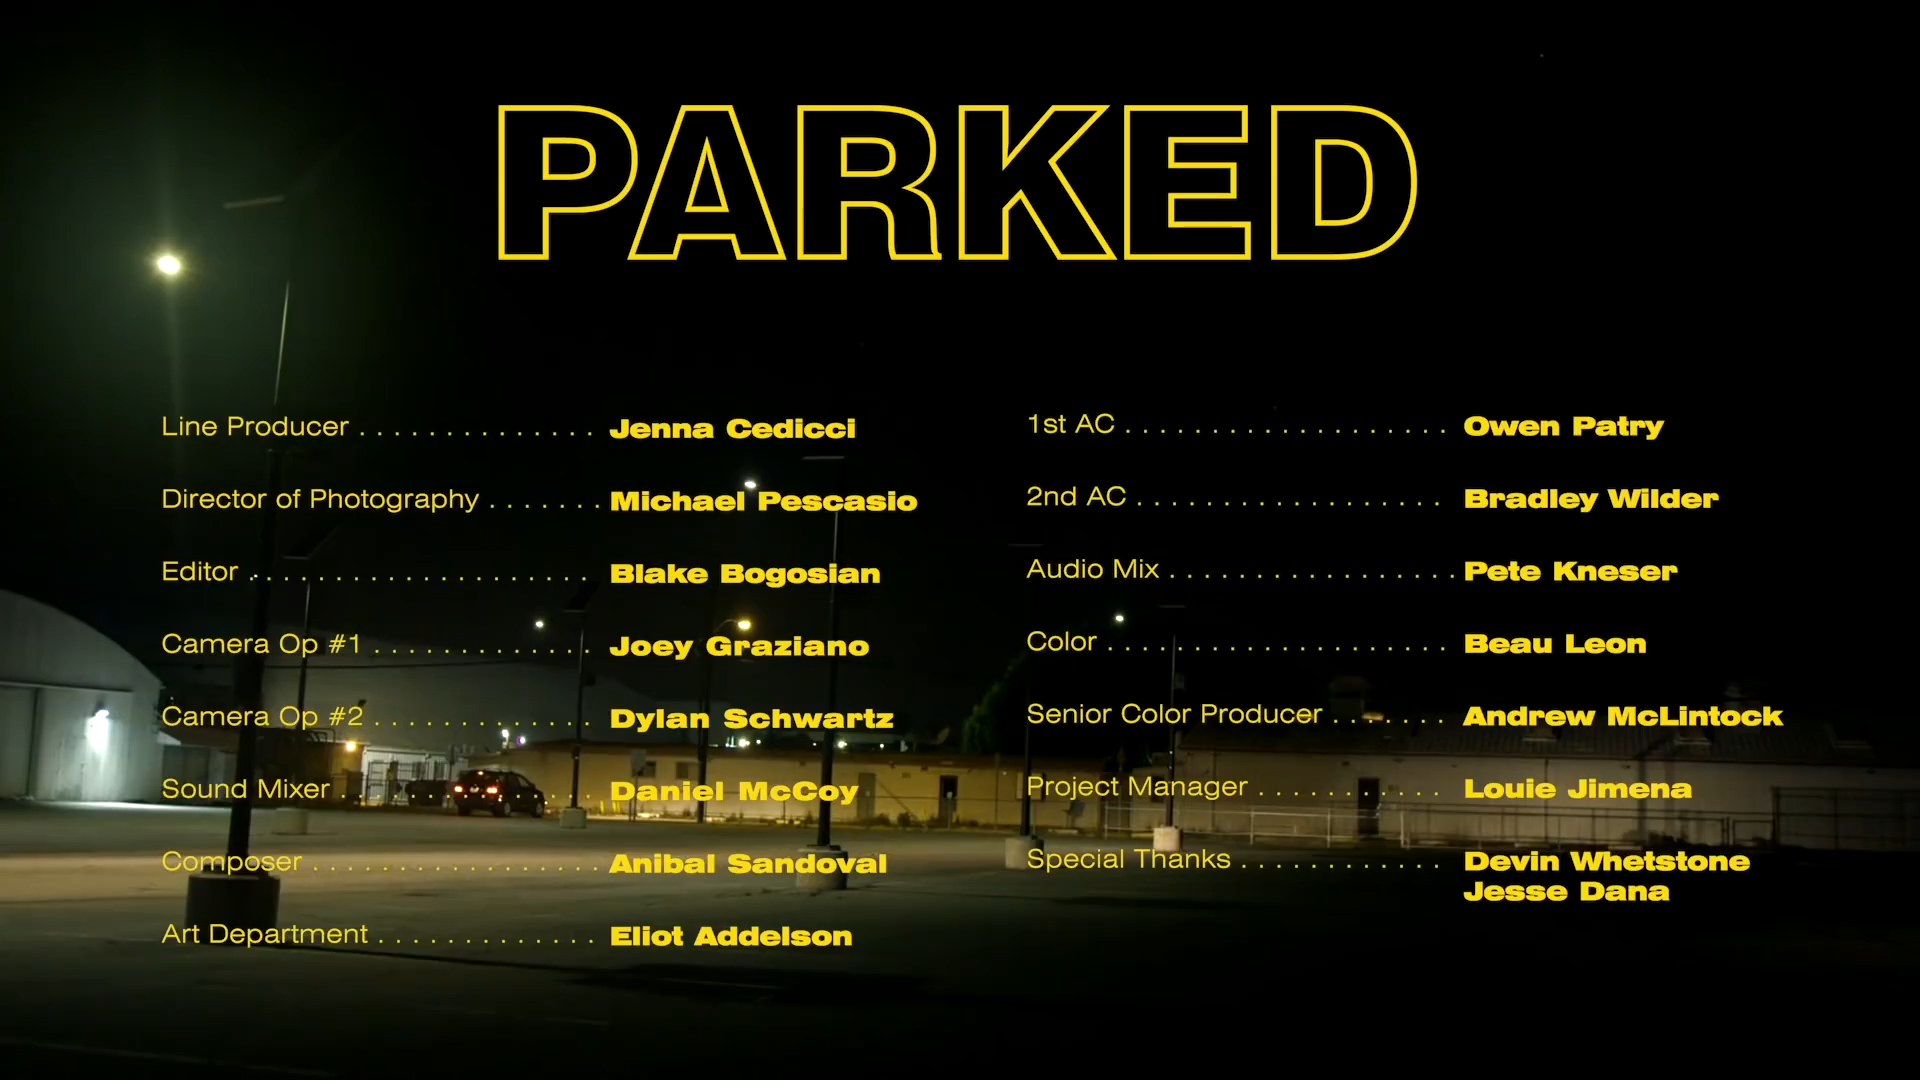 PARKED
Line Producer . . . . . . . . . . . . . . Jenna Cedicci
Director of Photography . . . . . . . Michael Pescasio
Editor . . . . . . . . . . . . . . . . . . . . Blake Bogosian
Camera Op #1 . . . . . . . . . . . . . Joey Graziano
Camera Op #2 . . . . . . . . . . . . . Dylan Schwartz
Sound Mixer . . . . . . . . . . . . . . . Daniel McCoy
Composer . . . . . . . . . . . . . . . . . Anibal Sandoval
Art Department . . . . . . . . . . . . . Eliot Addelson
1st AC . . . . . . . . . . . . . . . . . . . Owen Patry
2nd AC . . . . . . . . . . . . . . . . . . Bradley Wilder
Audio Mix . . . . . . . . . . . . . . . . . Pete Kneser
Color . . . . . . . . . . . . . . . . . . . . Beau Leon
Senior Color Producer . . . . . . . Andrew McLintock
Project Manager . . . . . . . . . . . Louie Jimena
Special Thanks . . . . . . . . . . . . Devin Whetstone
Jesse Dana